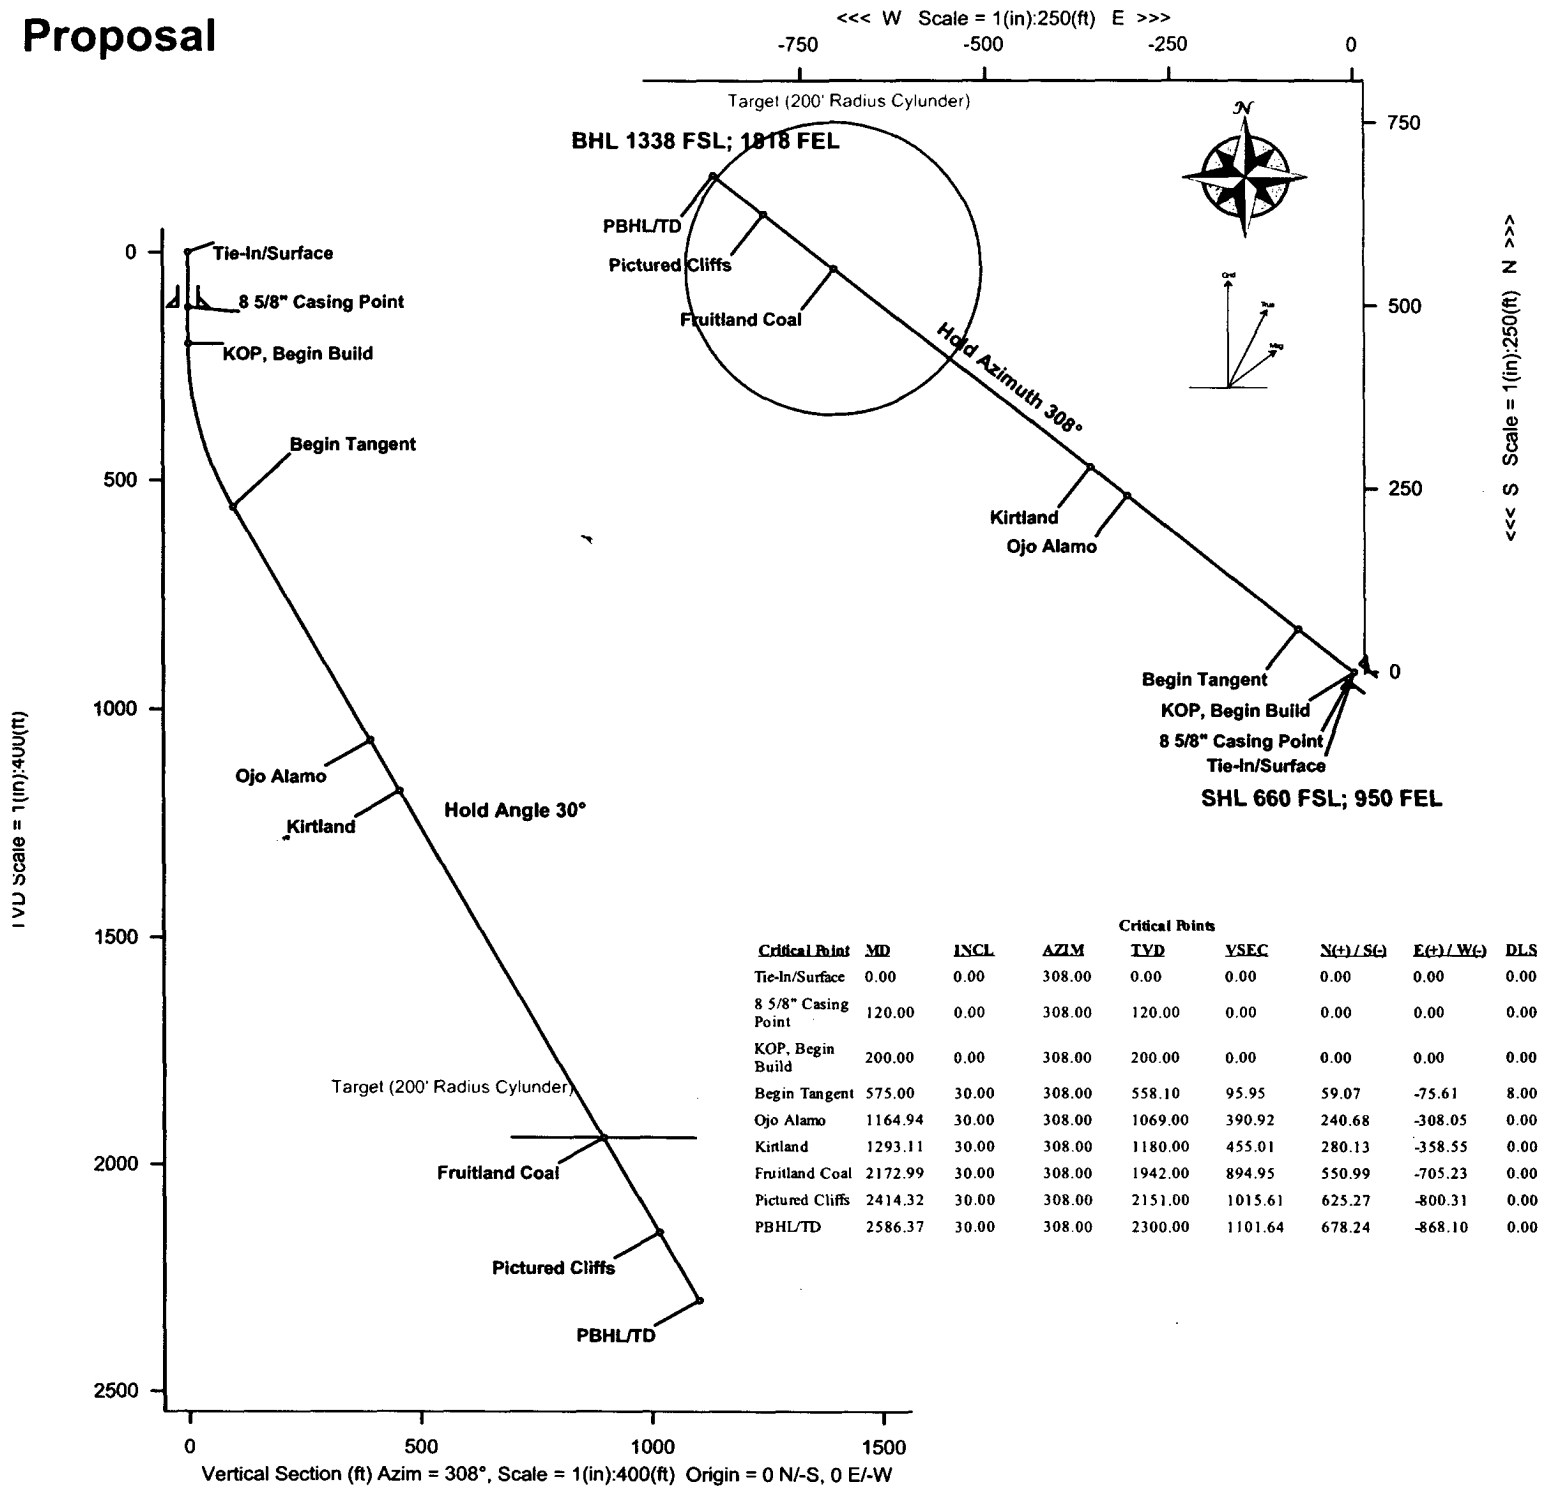 Proposal
<<< W Scale = 1(in):250(ft) E >>>
-750 -500 -250 0
Target (200' Radius Cylunder)
BHL 1338 FSL; 1818 FEL
N
750
PBHL/TD
Pictured Cliffs
Fruitland Coal
Hold Azimuth 308°
Grid
True
Mag
500
<<< S Scale = 1(in):250(ft) N >>>
250
Kirtland
Ojo Alamo
0
Begin Tangent
KOP, Begin Build
8 5/8" Casing Point
Tie-In/Surface
SHL 660 FSL; 950 FEL
0
Tie-In/Surface
8 5/8" Casing Point
KOP, Begin Build
Begin Tangent
500
1000
TVD Scale = 1(in):400(ft)
Ojo Alamo
Hold Angle 30°
Kirtland
1500
Target (200' Radius Cylunder)
2000
Fruitland Coal
Pictured Cliffs
PBHL/TD
2500
0 500 1000 1500
Vertical Section (ft) Azim = 308°, Scale = 1(in):400(ft) Origin = 0 N/-S, 0 E/-W
Critical Points
Critical Point MD INCL AZIM TVD VSEC N(+) / S(-) E(+) / W(-) DLS
Tie-In/Surface 0.00 0.00 308.00 0.00 0.00 0.00 0.00 0.00
8 5/8" Casing
Point 120.00 0.00 308.00 120.00 0.00 0.00 0.00 0.00
KOP, Begin
Build 200.00 0.00 308.00 200.00 0.00 0.00 0.00 0.00
Begin Tangent 575.00 30.00 308.00 558.10 95.95 59.07 -75.61 8.00
Ojo Alamo 1164.94 30.00 308.00 1069.00 390.92 240.68 -308.05 0.00
Kirtland 1293.11 30.00 308.00 1180.00 455.01 280.13 -358.55 0.00
Fruitland Coal 2172.99 30.00 308.00 1942.00 894.95 550.99 -705.23 0.00
Pictured Cliffs 2414.32 30.00 308.00 2151.00 1015.61 625.27 -800.31 0.00
PBHL/TD 2586.37 30.00 308.00 2300.00 1101.64 678.24 -868.10 0.00